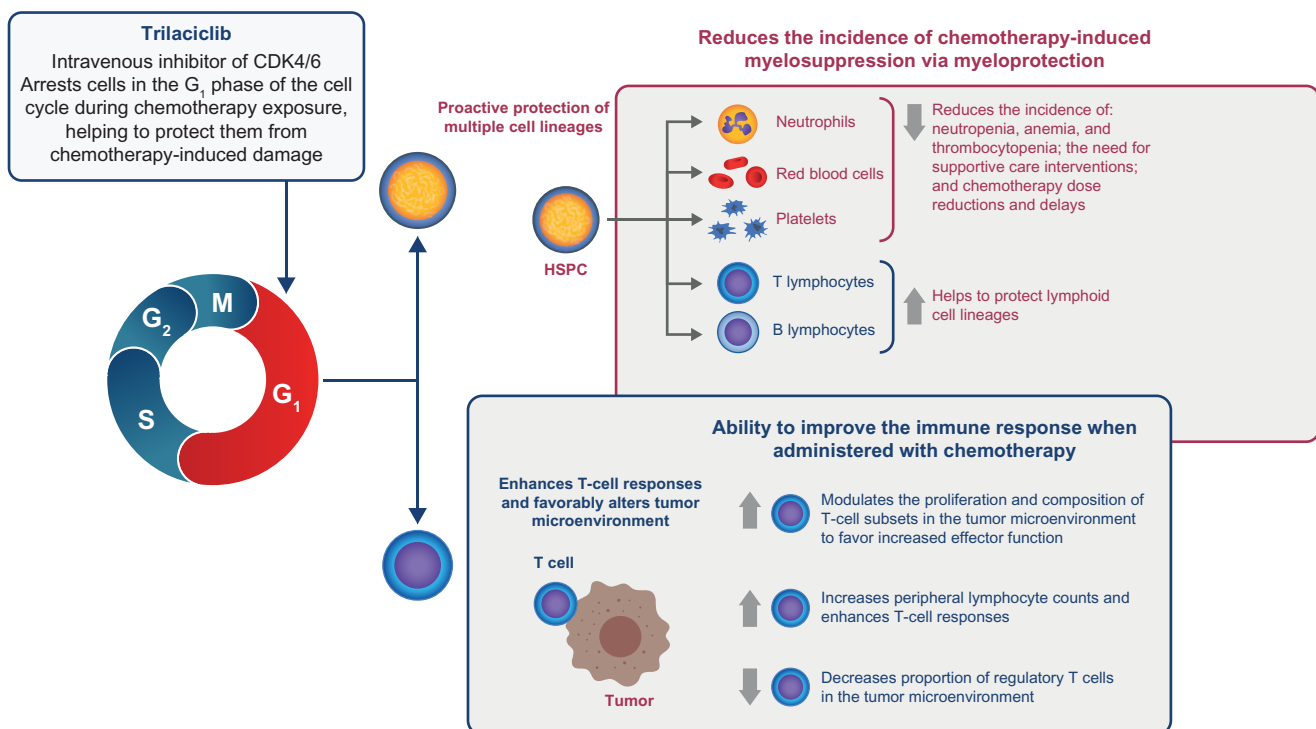 Trilaciclib
Intravenous inhibitor of CDK4/6
Arrests cells in the G₁ phase of the cell
cycle during chemotherapy exposure,
helping to protect them from
chemotherapy-induced damage
M
G₂
S
G₁
Reduces the incidence of chemotherapy-induced
myelosuppression via myeloprotection
Proactive protection of
multiple cell lineages
HSPC
Neutrophils
Red blood cells
Platelets
Reduces the incidence of:
neutropenia, anemia, and
thrombocytopenia; the need for
supportive care interventions;
and chemotherapy dose
reductions and delays
T lymphocytes
B lymphocytes
Helps to protect lymphoid
cell lineages
Ability to improve the immune response when
administered with chemotherapy
Enhances T-cell responses
and favorably alters tumor
microenvironment
T cell
Tumor
Modulates the proliferation and composition of
T-cell subsets in the tumor microenvironment
to favor increased effector function
Increases peripheral lymphocyte counts and
enhances T-cell responses
Decreases proportion of regulatory T cells
in the tumor microenvironment